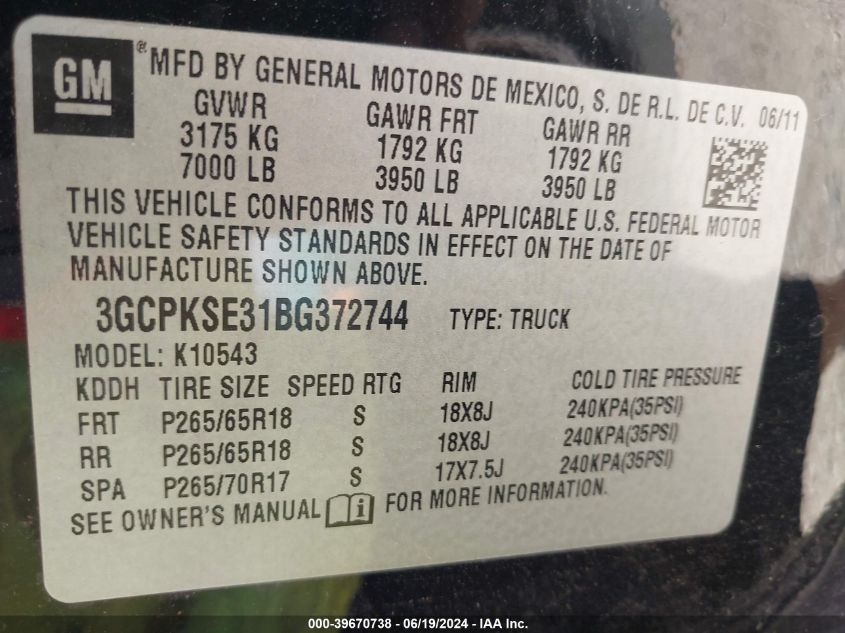 GM
® MFD BY GENERAL MOTORS DE MEXICO, S. DE R.L. DE C.V. 06/11
GVWR GAWR FRT GAWR RR
3175 KG 1792 KG 1792 KG
7000 LB 3950 LB 3950 LB
THIS VEHICLE CONFORMS TO ALL APPLICABLE U.S. FEDERAL MOTOR
VEHICLE SAFETY STANDARDS IN EFFECT ON THE DATE OF
MANUFACTURE SHOWN ABOVE.
3GCPKSE31BG372744 TYPE: TRUCK
MODEL: K10543
KDDH TIRE SIZE SPEED RTG RIM COLD TIRE PRESSURE
FRT P265/65R18 S 18X8J 240KPA(35PSI)
RR P265/65R18 S 18X8J 240KPA(35PSI)
SPA P265/70R17 S 17X7.5J 240KPA(35PSI)
SEE OWNER'S MANUAL i FOR MORE INFORMATION.
000-39670738 - 06/19/2024 - IAA Inc.